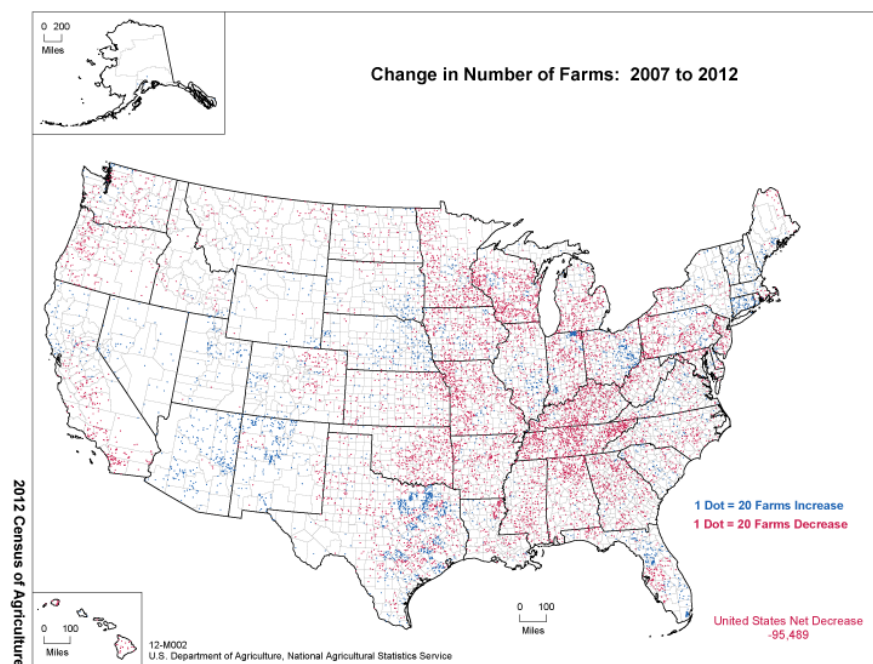 0 200
Miles
Change in Number of Farms: 2007 to 2012
1 Dot = 20 Farms Increase
1 Dot = 20 Farms Decrease
United States Net Decrease
-95,489
0 100
Miles
0 100
Miles
12-M002
U.S. Department of Agriculture, National Agricultural Statistics Service
2012 Census of Agriculture